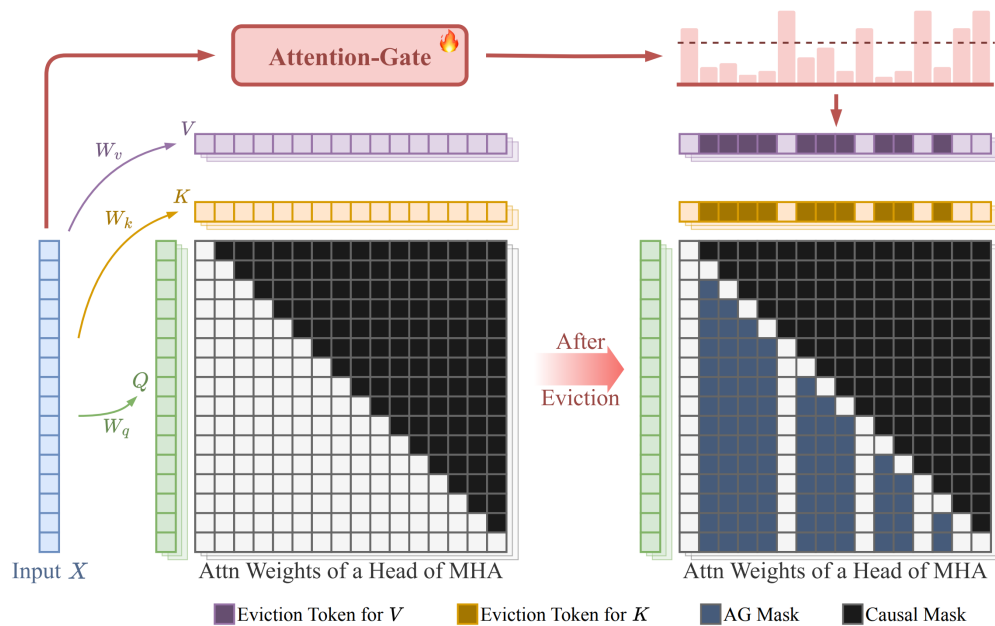 Attention-Gate
V
W_v
K
W_k
Q
W_q
After
Eviction
Input X
Attn Weights of a Head of MHA
Attn Weights of a Head of MHA
Eviction Token for V
Eviction Token for K
AG Mask
Causal Mask